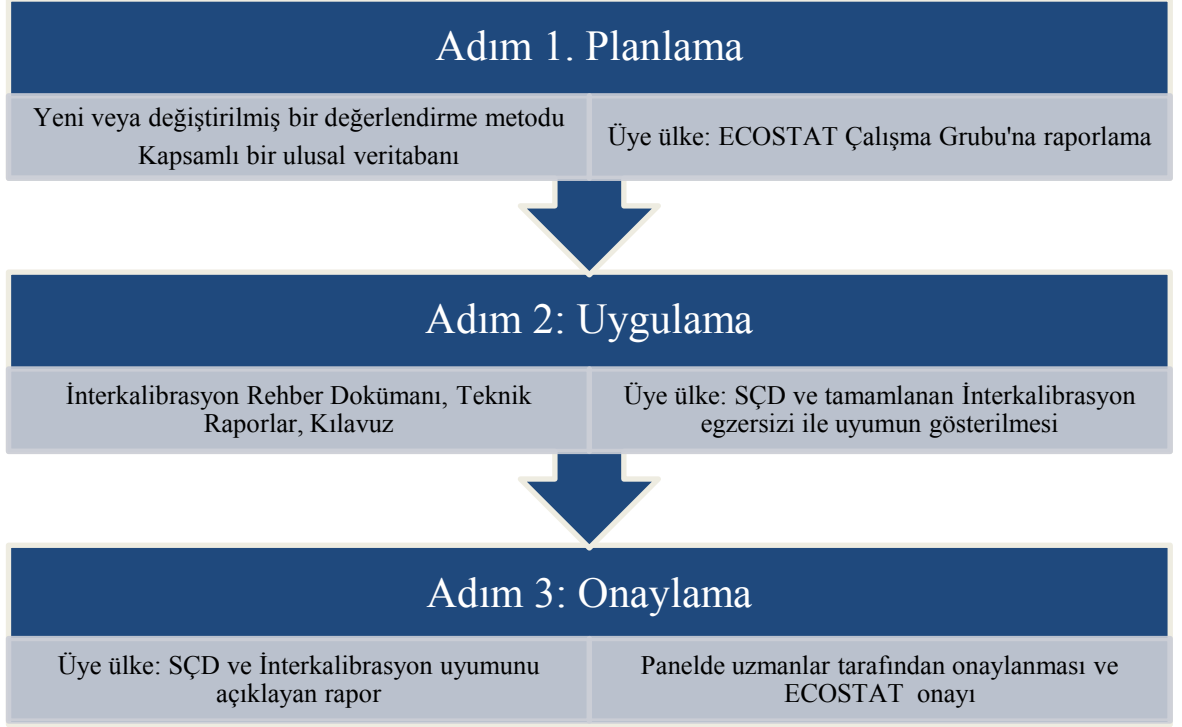 Adım 1. Planlama
Yeni veya değiştirilmiş bir değerlendirme metodu
Kapsamlı bir ulusal veritabanı
Üye ülke: ECOSTAT Çalışma Grubu'na raporlama
Adım 2: Uygulama
İnterkalibrasyon Rehber Dokümanı, Teknik
Raporlar, Kılavuz
Üye ülke: SÇD ve tamamlanan İnterkalibrasyon
egzersizi ile uyumun gösterilmesi
Adım 3: Onaylama
Üye ülke: SÇD ve İnterkalibrasyon uyumunu
açıklayan rapor
Panelde uzmanlar tarafından onaylanması ve
ECOSTAT onayı